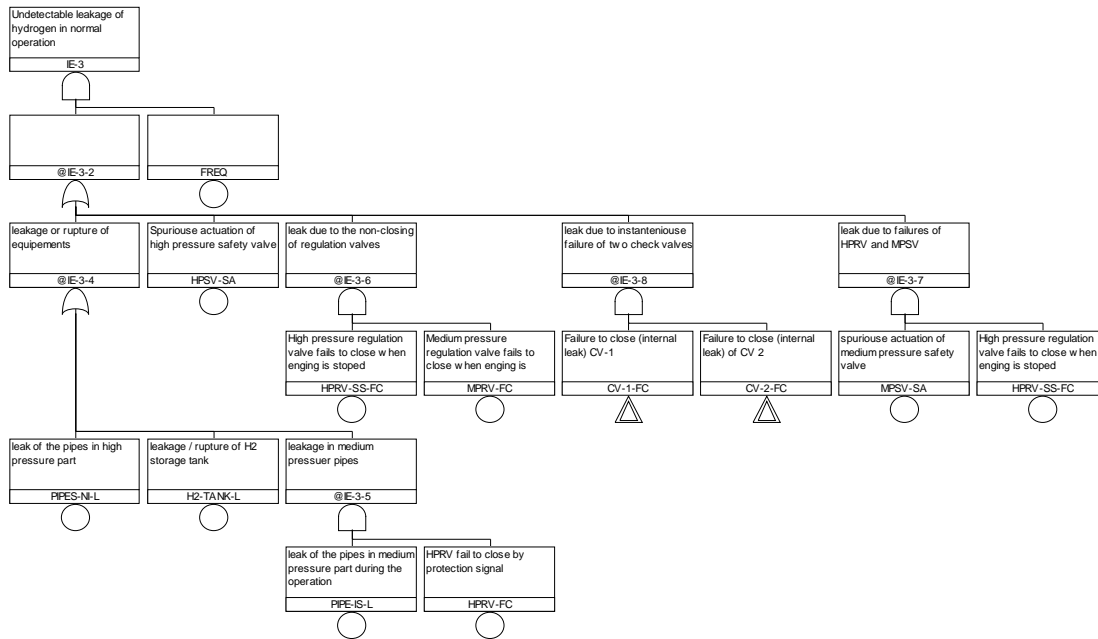 Undetectable leakage of
hydrogen in normal
operation
IE-3
@IE-3-2
FREQ
leakage or rupture of
equipements
@IE-3-4
Spuriouse actuation of
high pressure safety valve
HPSV-SA
leak due to the non-closing
of regulation valves
@IE-3-6
leak due to instanteniouse
failure of two check valves
@IE-3-8
leak due to failures of
HPRV and MPSV
@IE-3-7
High pressure regulation
valve fails to close when
enging is stoped
HPRV-SS-FC
Medium pressure
regulation valve fails to
close when enging is
MPRV-FC
Failure to close (internal
leak) CV-1
CV-1-FC
Failure to close (internal
leak) of CV 2
CV-2-FC
spuriouse actuation of
medium pressure safety
valve
MPSV-SA
High pressure regulation
valve fails to close when
enging is stoped
HPRV-SS-FC
leak of the pipes in high
pressure part
PIPES-NI-L
leakage / rupture of H2
storage tank
H2-TANK-L
leakage in medium
pressuer pipes
@IE-3-5
leak of the pipes in medium
pressure part during the
operation
PIPE-IS-L
HPRV fail to close by
protection signal
HPRV-FC